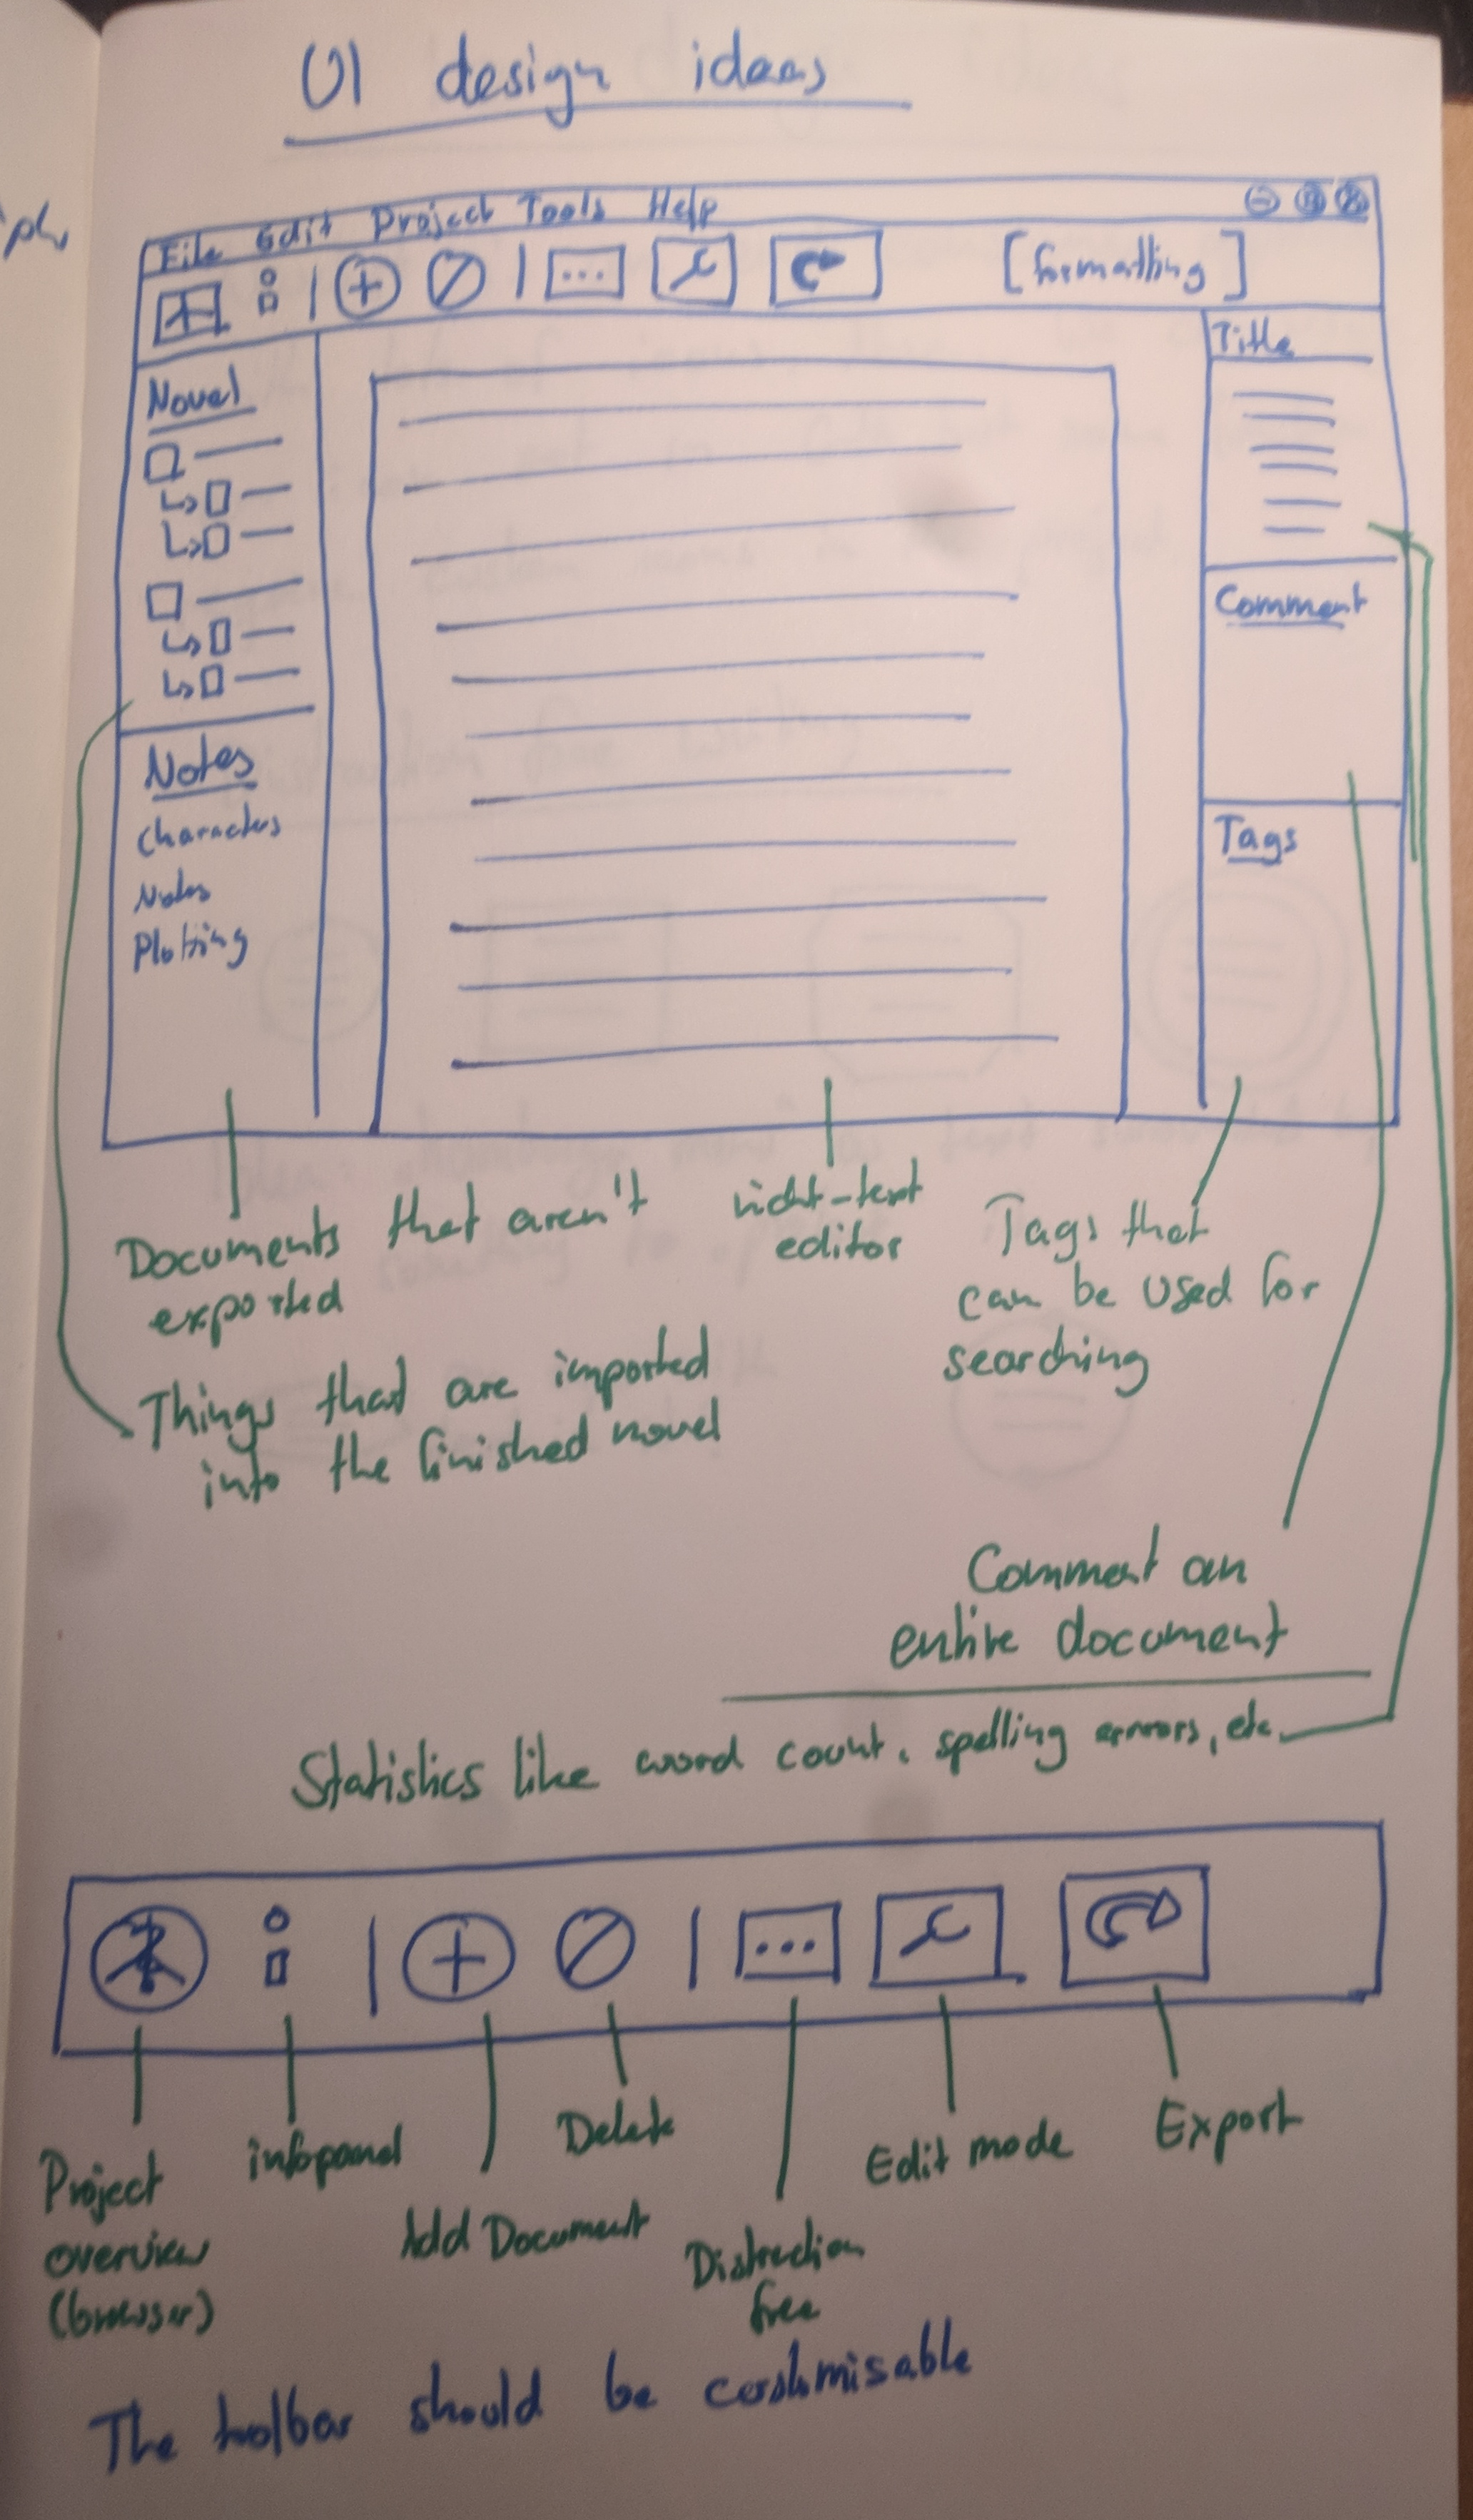 UI design ideas
File Edit Project Tools Help
[formatting]
Novel
Notes
Characters
Notes
Plotting
Title
Comment
Tags
Documents that aren't
exported
Things that are imported
into the finished novel
editor
Tags that
can be used for
searching
Comment an
entire document
Statistics like word count, spelling errors, etc.
Project
overview
(browser)
infopanel
Add Document
Delete
Distraction
free
Edit mode
Export
The toolbar should be